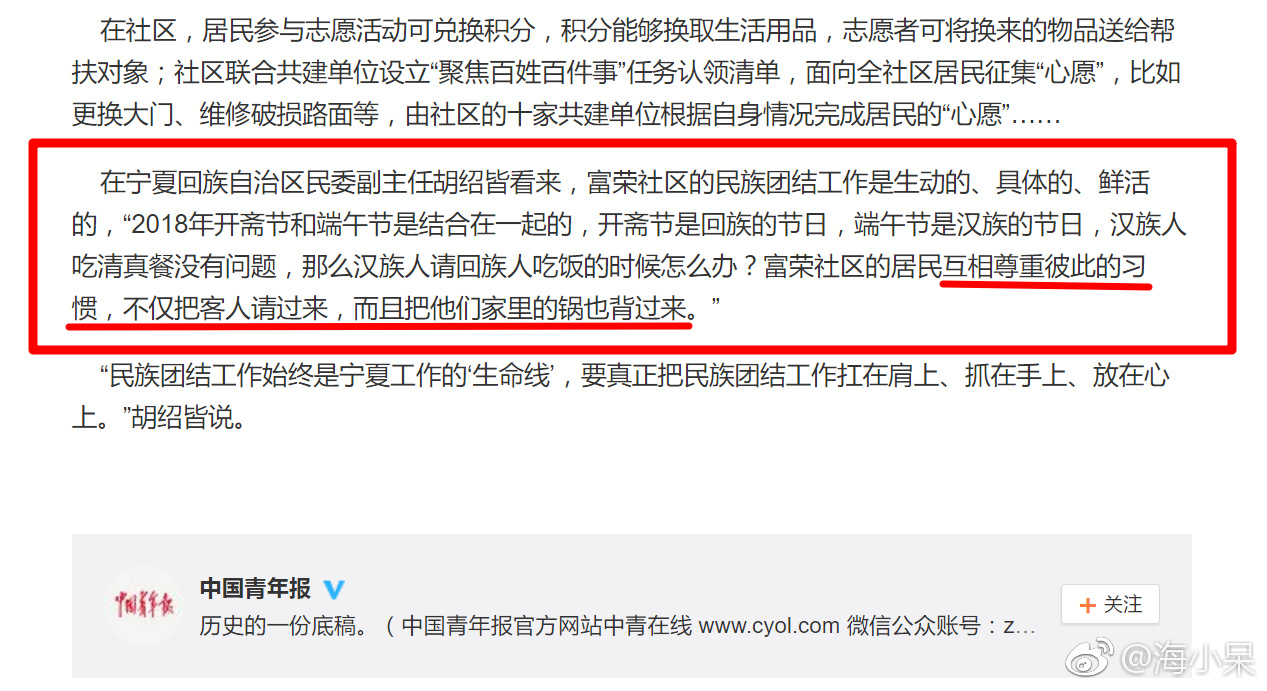 在社区，居民参与志愿活动可兑换积分，积分能够换取生活用品，志愿者可将换来的物品送给帮
扶对象；社区联合共建单位设立“聚焦百姓百件事”任务认领清单，面向全社区居民征集“心愿”，比如
更换大门、维修破损路面等，由社区的十家共建单位根据自身情况完成居民的“心愿”……
在宁夏回族自治区民委副主任胡绍皆看来，富荣社区的民族团结工作是生动的、具体的、鲜活
的，“2018年开斋节和端午节是结合在一起的，开斋节是回族的节日，端午节是汉族的节日，汉族人
吃清真餐没有问题，那么汉族人请回族人吃饭的时候怎么办？富荣社区的居民互相尊重彼此的习
惯，不仅把客人请过来，而且把他们家里的锅也背过来。”
“民族团结工作始终是宁夏工作的‘生命线’，要真正把民族团结工作扛在肩上、抓在手上、放在心
上。”胡绍皆说。
中国青年报
中国青年报
历史的一份底稿。（中国青年报官方网站中青在线 www.cyol.com 微信公众账号：z...
+ 关注
@海小呆